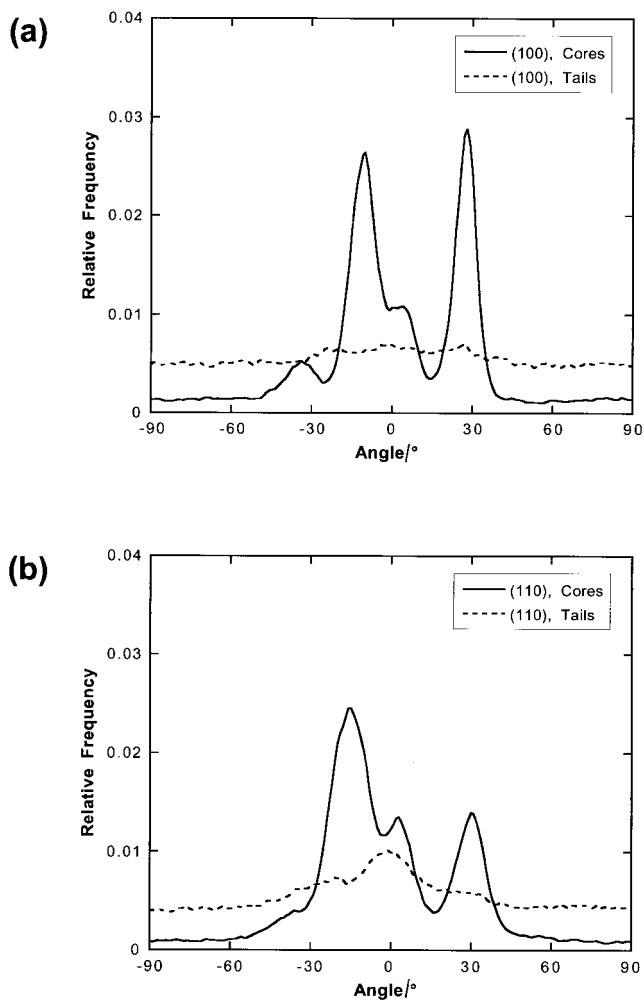 (a)
0.04
0.03
0.02
0.01
0
Relative Frequency
(100), Cores
(100), Tails
-90 -60 -30 0 30 60 90
Angle/°
(b)
0.04
0.03
0.02
0.01
0
Relative Frequency
(110), Cores
(110), Tails
-90 -60 -30 0 30 60 90
Angle/°